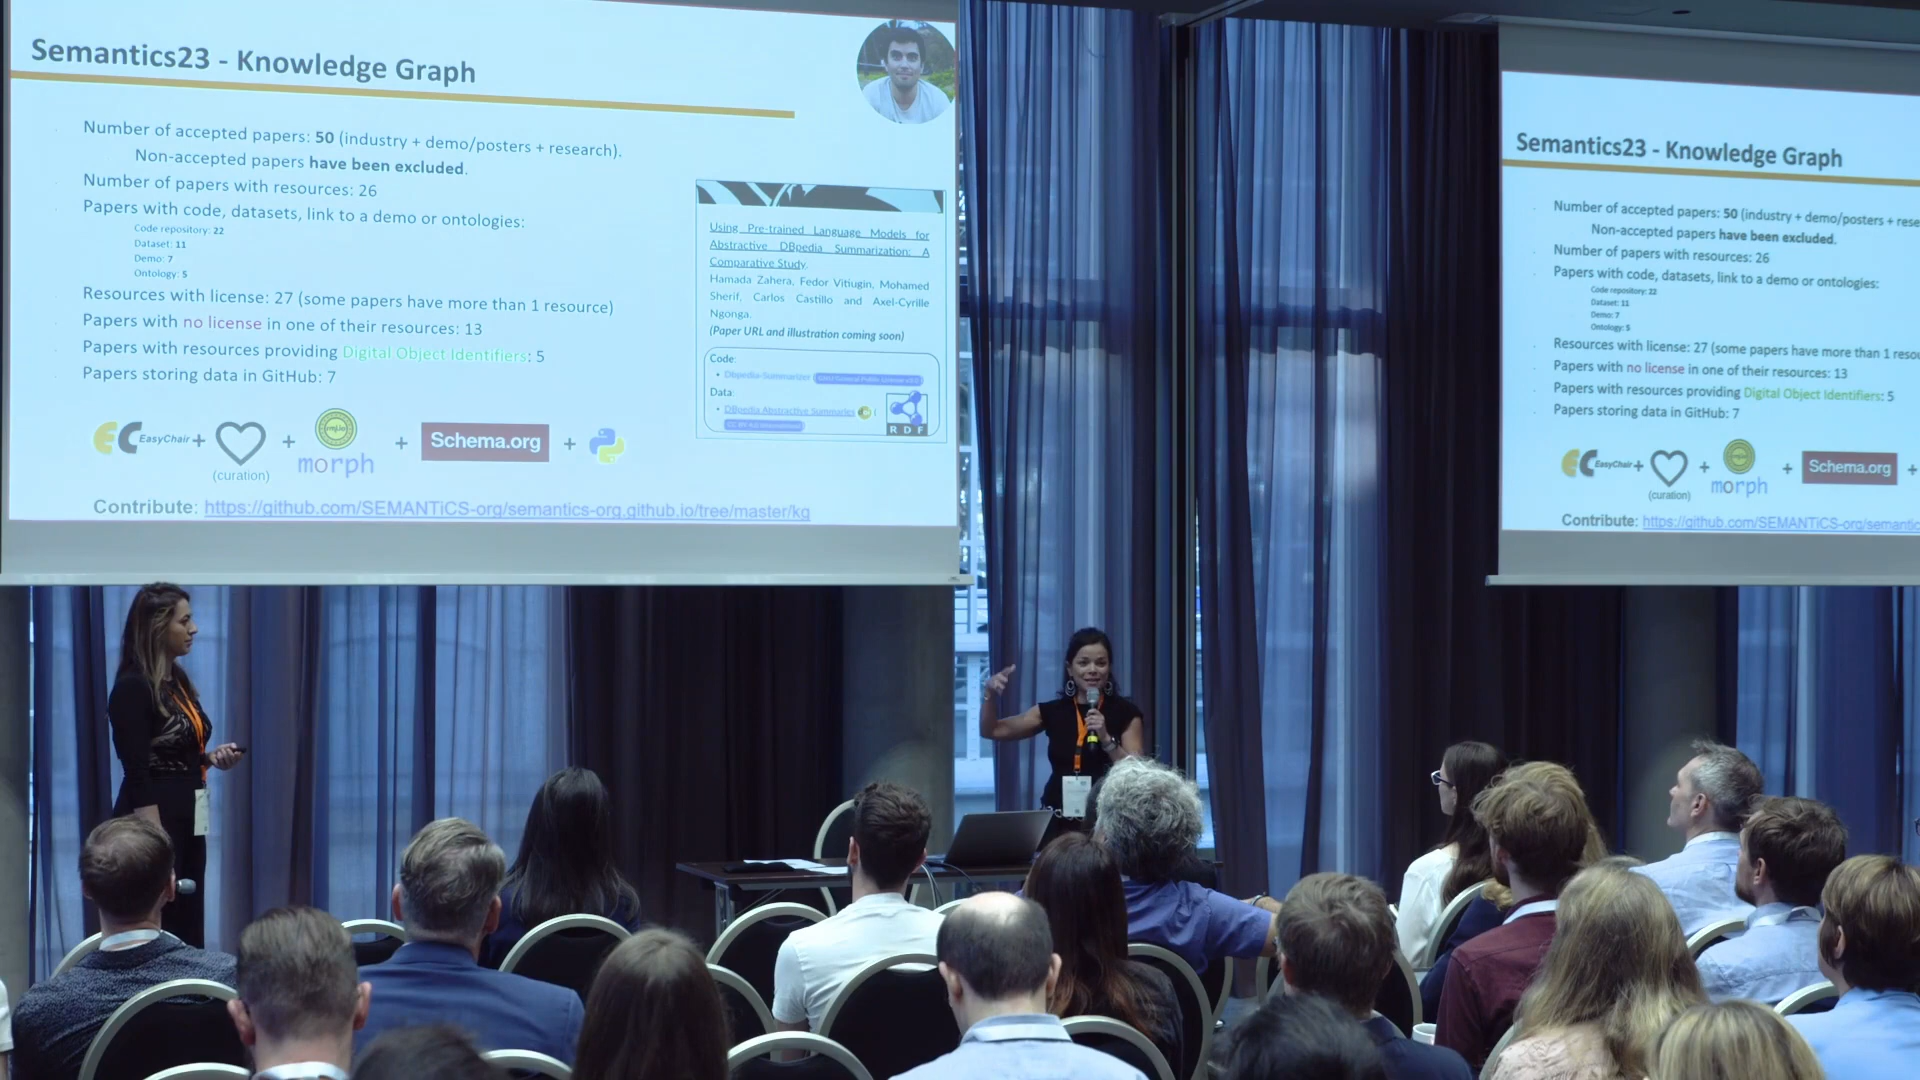 Semantics23 - Knowledge Graph
Number of accepted papers: 50 (industry + demo/posters + research).
Non-accepted papers have been excluded.
Number of papers with resources: 26
Papers with code, datasets, link to a demo or ontologies:
Code repository: 22
Dataset: 11
Demo: 7
Ontology: 5
Resources with license: 27 (some papers have more than 1 resource)
Papers with no license in one of their resources: 13
Papers with resources providing Digital Object Identifiers: 5
Papers storing data in GitHub: 7
EC EasyChair + + + Schema.org +
(curation)
morph
Contribute: https://github.com/SEMANTiCS-org/semantics-org.github.io/tree/master/kg
Using Pre-trained Language Models for
Abstractive DBpedia Summarization: A
Comparative Study.
Hamada Zahera, Fedor Vitiugin, Mohamed
Sherif, Carlos Castillo and Axel-Cyrille
Ngonga.
(Paper URL and illustration coming soon)
Code:
• Dbpedia-Summarizer
Data:
• DBpedia Abstractive Summaries
RDF
Semantics23 - Knowledge Graph
Number of accepted papers: 50 (industry + demo/posters + rese
Non-accepted papers have been excluded.
Number of papers with resources: 26
Papers with code, datasets, link to a demo or ontologies:
Code repository: 22
Dataset: 11
Demo: 7
Ontology: 5
Resources with license: 27 (some papers have more than 1 resou
Papers with no license in one of their resources: 13
Papers with resources providing Digital Object Identifiers: 5
Papers storing data in GitHub: 7
EC EasyChair + + + Schema.org +
(curation)
morph
Contribute: https://github.com/SEMANTiCS-org/semantic